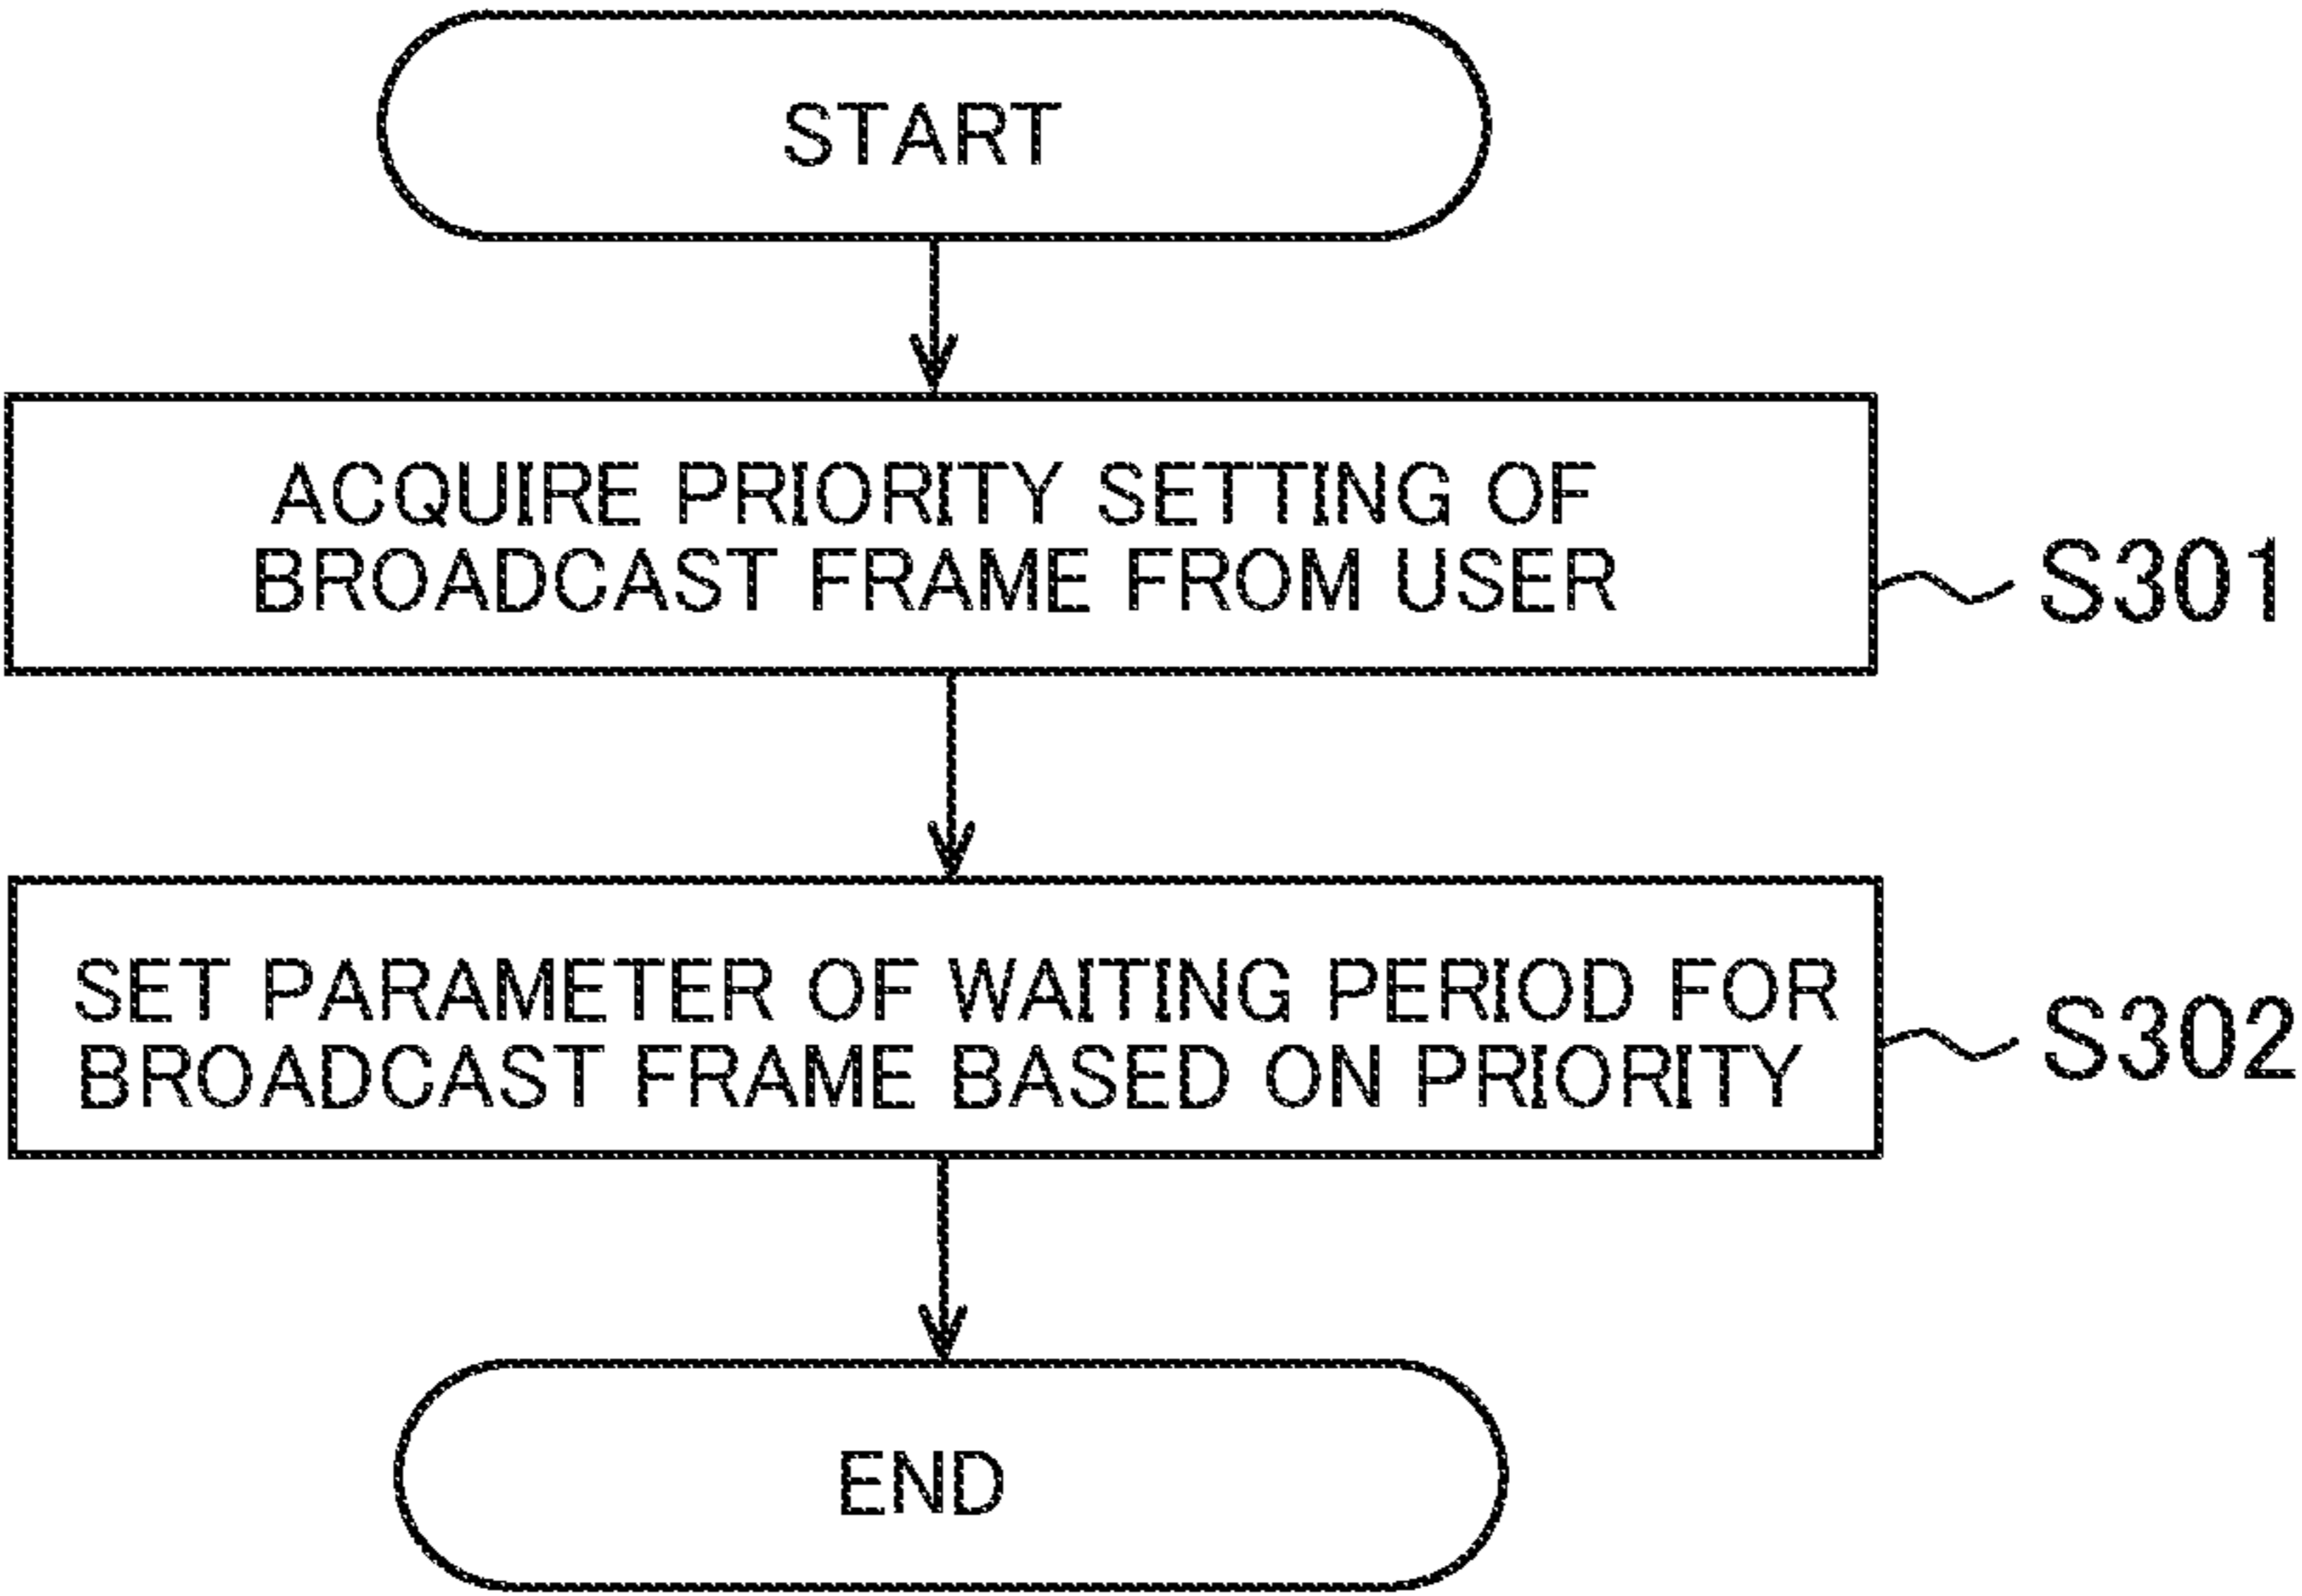 START
ACQUIRE PRIORITY SETTING OF
BROADCAST FRAME FROM USER
S301
SET PARAMETER OF WAITING PERIOD FOR
BROADCAST FRAME BASED ON PRIORITY
S302
END